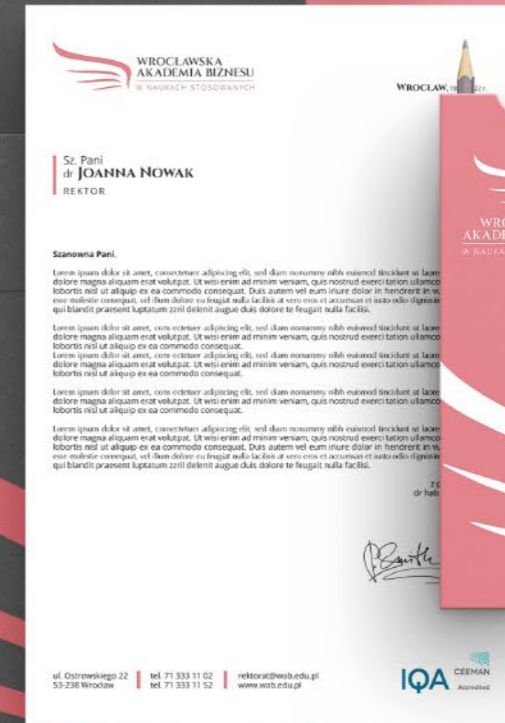 WROCŁAWSKA
AKADEMIA BIZNESU
W NAUKACH STOSOWANYCH
WROCŁAW,
Sz. Pani
dr JOANNA NOWAK
REKTOR
WRO
AKADE
W NAUKA
Szanowna Pani,
Lorem ipsum dolor sit amet, consectetuer adipiscing elit, sed diam nonummy nibh euismod tincidunt ut laore
dolore magna aliquam erat volutpat. Ut wisi enim ad minim veniam, quis nostrud exerci tation ullamco
lobortis nisl ut aliquip ex ea commodo consequat. Duis autem vel eum iriure dolor in hendrerit in vu
esse molestie consequat, vel illum dolore eu feugiat nulla facilisis at vero eros et accumsan et iusto odio dignissim
qui blandit praesent luptatum zzril delenit augue duis dolore te feugait nulla facilisi.
Lorem ipsum dolor sit amet, cons ectetuer adipiscing elit, sed diam nonummy nibh euismod tincidunt ut laore
dolore magna aliquam erat volutpat. Ut wisi enim ad minim veniam, quis nostrud exerci tation ullamco
lobortis nisl ut aliquip ex ea commodo consequat.
Lorem ipsum dolor sit amet, cons ectetuer adipiscing elit, sed diam nonummy nibh euismod tincidunt ut laore
dolore magna aliquam erat volutpat. Ut wisi enim ad minim veniam, quis nostrud exerci tation ullamco
lobortis nisl ut aliquip ex ea commodo consequat.
Lorem ipsum dolor sit amet, cons ectetuer adipiscing elit, sed diam nonummy nibh euismod tincidunt ut laore
dolore magna aliquam erat volutpat. Ut wisi enim ad minim veniam, quis nostrud exerci tation ullamco
lobortis nisl ut aliquip ex ea commodo consequat.
Lorem ipsum dolor sit amet, cons ectetuer adipiscing elit, sed diam nonummy nibh euismod tincidunt ut laore
dolore magna aliquam erat volutpat. Ut wisi enim ad minim veniam, quis nostrud exerci tation ullamco
lobortis nisl ut aliquip ex ea commodo consequat. Duis autem vel eum iriure dolor in hendrerit in vu
esse molestie consequat, vel illum dolore eu feugiat nulla facilisis at vero eros et accumsan et iusto odio dignissim
qui blandit praesent luptatum zzril delenit augue duis dolore te feugait nulla facilisi.
z p
dr hab
ul. Ostrowskiego 22 tel. 71 333 11 02 rektorat@wab.edu.pl
53-238 Wrocław tel. 71 333 11 52 www.wab.edu.pl
IQA CEEMAN
Accredited